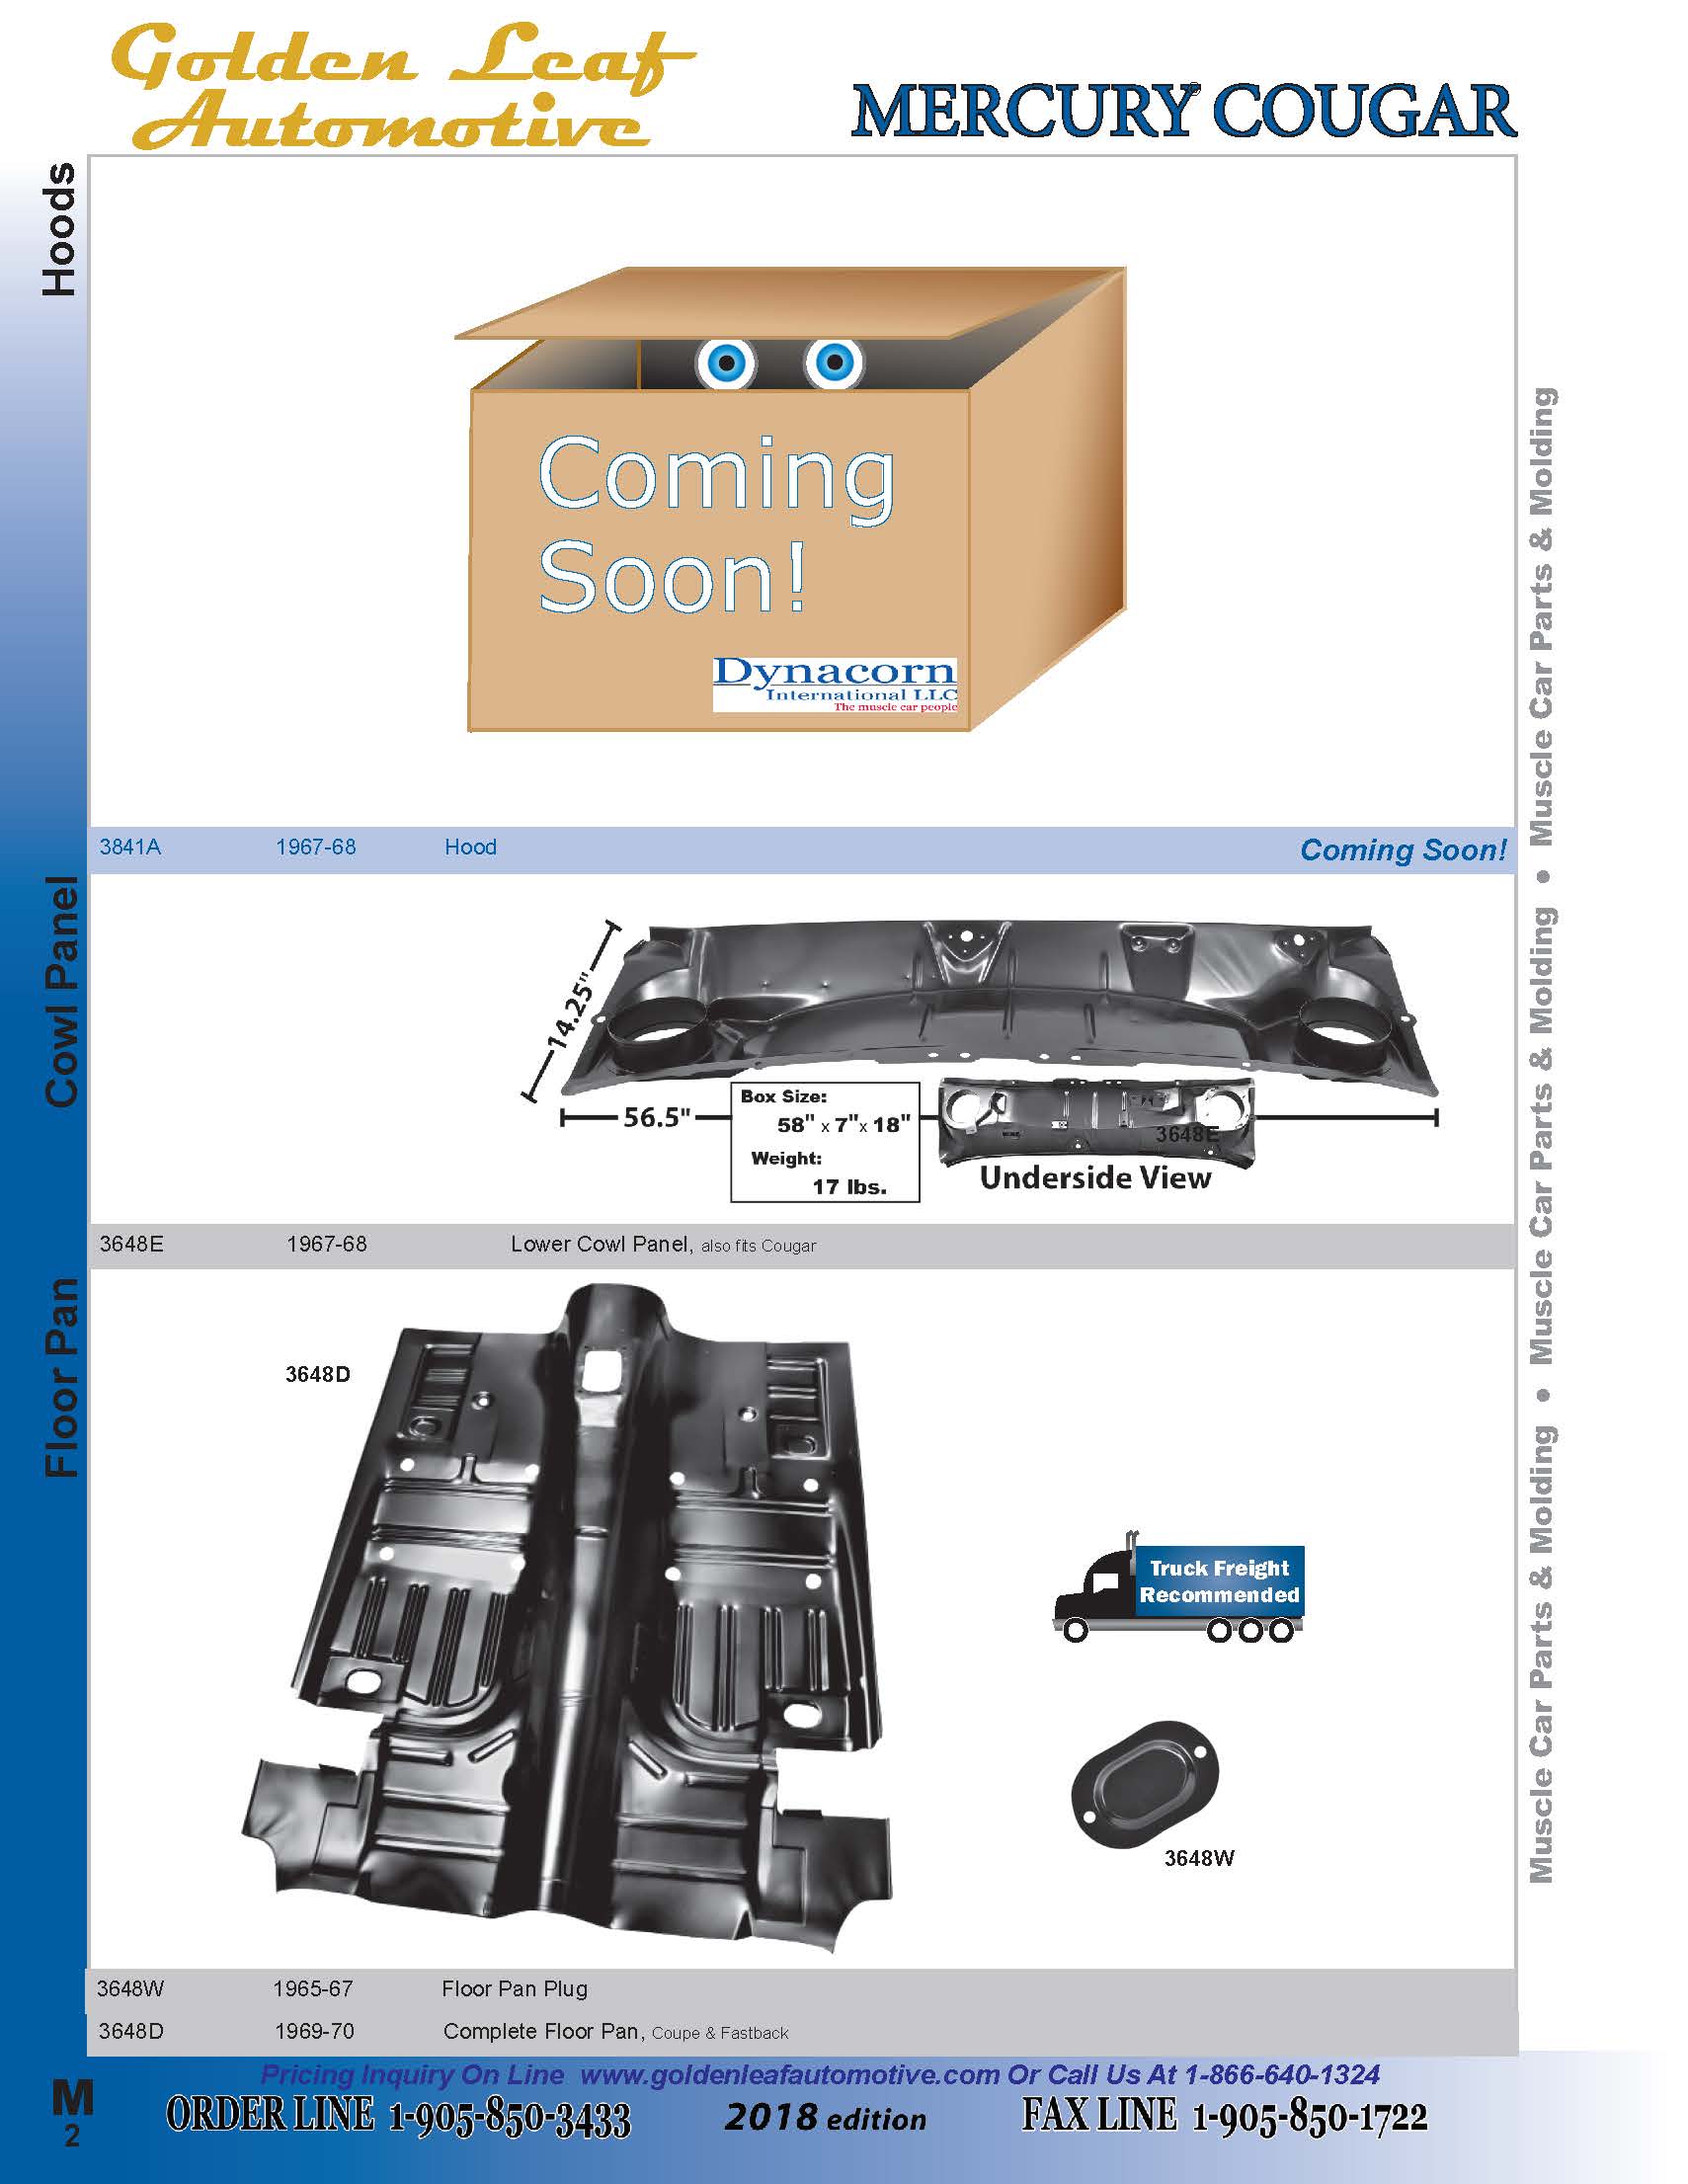 Golden Leaf
Automotive
MERCURY® COUGAR
Hoods
Coming
Soon!
Dynacorn
International LLC
The muscle car people
3841A 1967-68 Hood Coming Soon!
Cowl Panel
14.25"
56.5"
Box Size:
58" x 7"x 18"
Weight:
17 lbs.
3648E
Underside View
3648E 1967-68 Lower Cowl Panel, also fits Cougar
Floor Pan
3648D
Truck Freight
Recommended
3648W
3648W 1965-67 Floor Pan Plug
3648D 1969-70 Complete Floor Pan, Coupe & Fastback
Muscle Car Parts & Molding • Muscle Car Parts & Molding • Muscle Car Parts & Molding
Pricing Inquiry On Line www.goldenleafautomotive.com Or Call Us At 1-866-640-1324
M
2
ORDER LINE 1-905-850-3433 2018 edition FAX LINE 1-905-850-1722